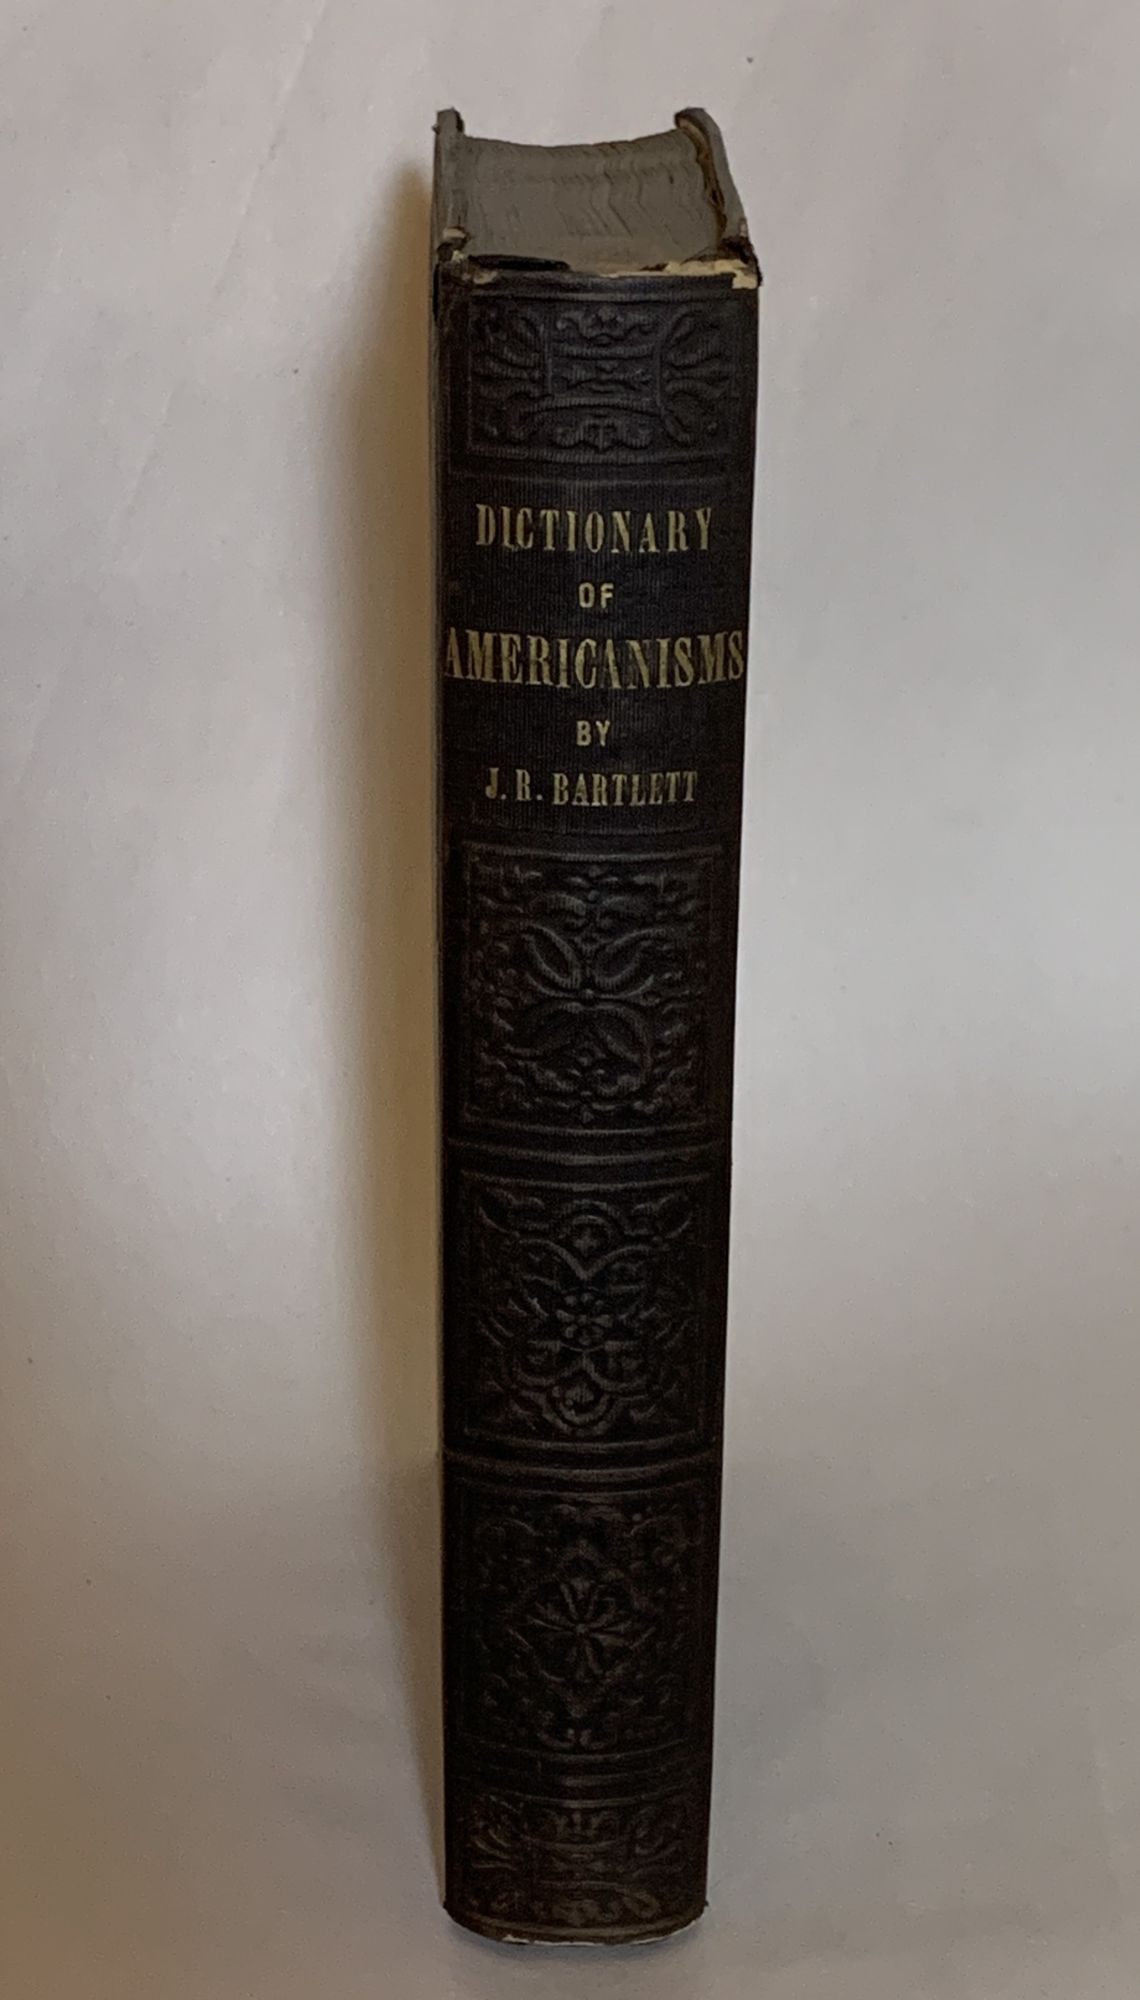 DICTIONARY
OF
AMERICANISMS
BY
J. R. BARTLETT